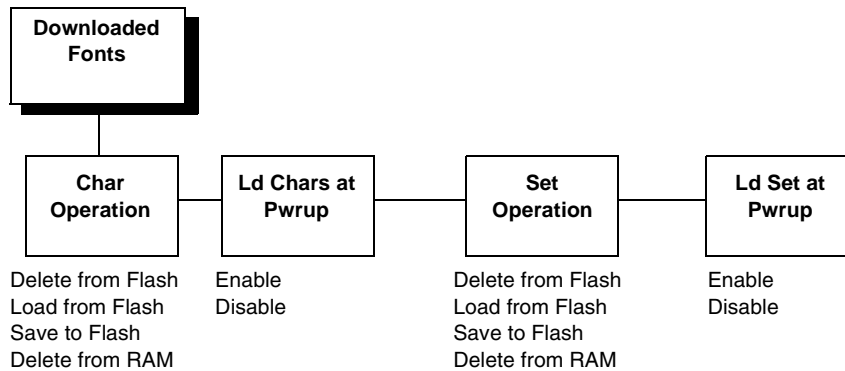 Downloaded
Fonts
Char
Operation
Ld Chars at
Pwrup
Set
Operation
Ld Set at
Pwrup
Delete from Flash
Load from Flash
Save to Flash
Delete from RAM
Enable
Disable
Delete from Flash
Load from Flash
Save to Flash
Delete from RAM
Enable
Disable